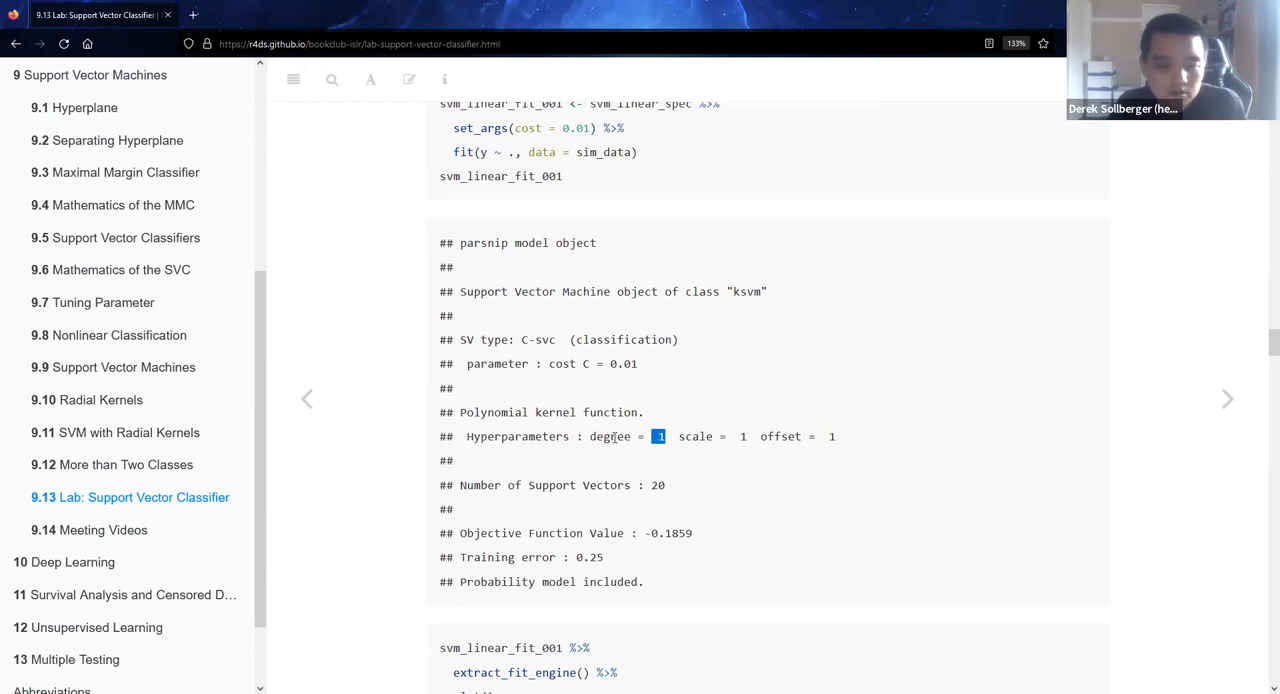 9.13 Lab: Support Vector Classifier |
https://r4ds.github.io/bookclub-islr/lab-support-vector-classifier.html
133%
Derek Sollberger (he...
9 Support Vector Machines
9.1 Hyperplane
9.2 Separating Hyperplane
9.3 Maximal Margin Classifier
9.4 Mathematics of the MMC
9.5 Support Vector Classifiers
9.6 Mathematics of the SVC
9.7 Tuning Parameter
9.8 Nonlinear Classification
9.9 Support Vector Machines
9.10 Radial Kernels
9.11 SVM with Radial Kernels
9.12 More than Two Classes
9.13 Lab: Support Vector Classifier
9.14 Meeting Videos
10 Deep Learning
11 Survival Analysis and Censored D...
12 Unsupervised Learning
13 Multiple Testing
Abbreviations
svm_linear_fit_001 <- svm_linear_spec %>%
set_args(cost = 0.01) %>%
fit(y ~ ., data = sim_data)
svm_linear_fit_001
## parsnip model object
##
## Support Vector Machine object of class "ksvm"
##
## SV type: C-svc  (classification)
##  parameter : cost C = 0.01
##
## Polynomial kernel function.
##  Hyperparameters : degree =  1  scale =  1  offset =  1
##
## Number of Support Vectors : 20
##
## Objective Function Value : -0.1859
## Training error : 0.25
## Probability model included.
svm_linear_fit_001 %>%
extract_fit_engine() %>%